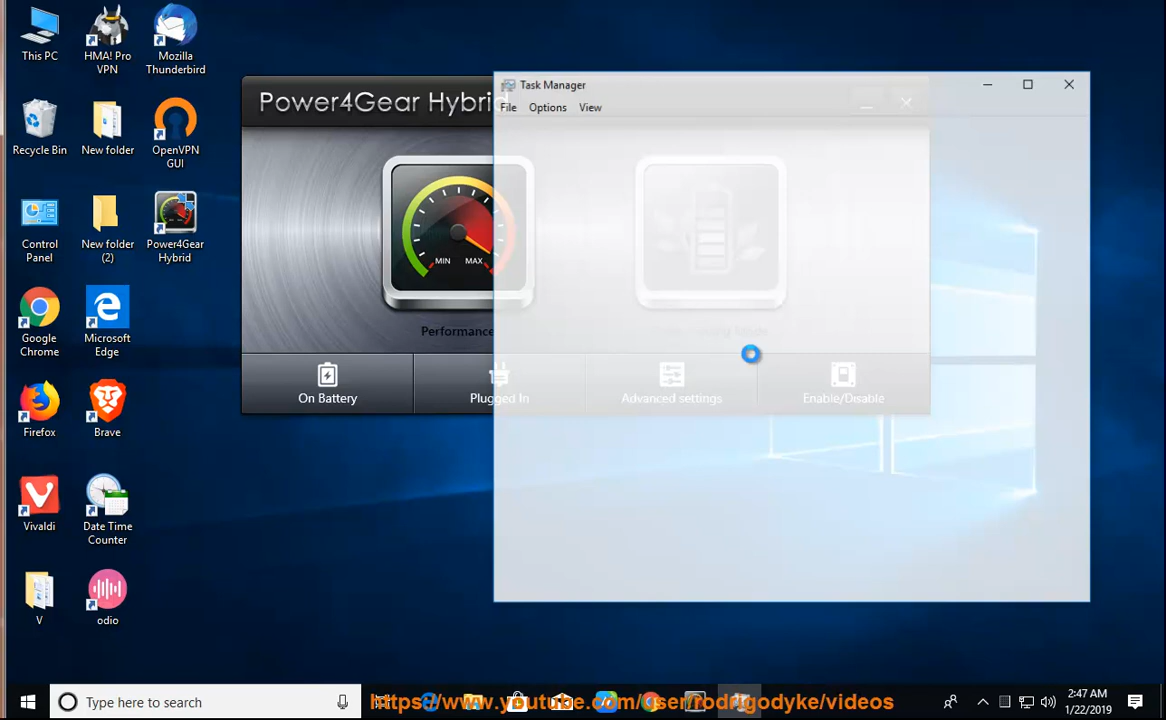 This PC
HMA! Pro
VPN
Mozilla
Thunderbird
Recycle Bin
New folder
OpenVPN
GUI
Control
Panel
New folder
(2)
Power4Gear
Hybrid
Google
Chrome
Microsoft
Edge
Firefox
Brave
Vivaldi
Date Time
Counter
V
odio
Power4Gear Hybrid
MIN MAX
Performance
On Battery
Plugged In
Advanced settings
Enable/Disable
Task Manager
File Options View
Type here to search
https://www.youtube.com/user/rodrigodyke/videos
2:47 AM
1/22/2019